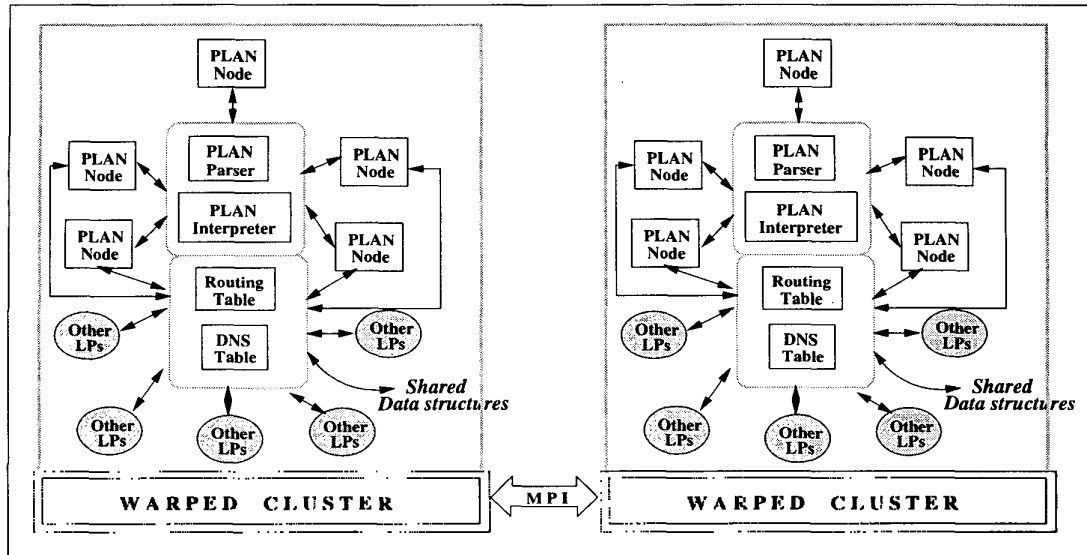 PLAN
Node
PLAN
Node
PLAN
Parser
PLAN
Node
PLAN
Interpreter
PLAN
Node
PLAN
Node
Routing
Table
Other
LPs
DNS
Table
Other
LPs
Shared
Data structures
Other
LPs
Other
LPs
Other
LPs
WARPED CLUSTER
MPI
PLAN
Node
PLAN
Node
PLAN
Parser
PLAN
Node
PLAN
Interpreter
PLAN
Node
PLAN
Node
Routing
Table
Other
LPs
DNS
Table
Other
LPs
Shared
Data structures
Other
LPs
Other
LPs
Other
LPs
WARPED CLUSTER